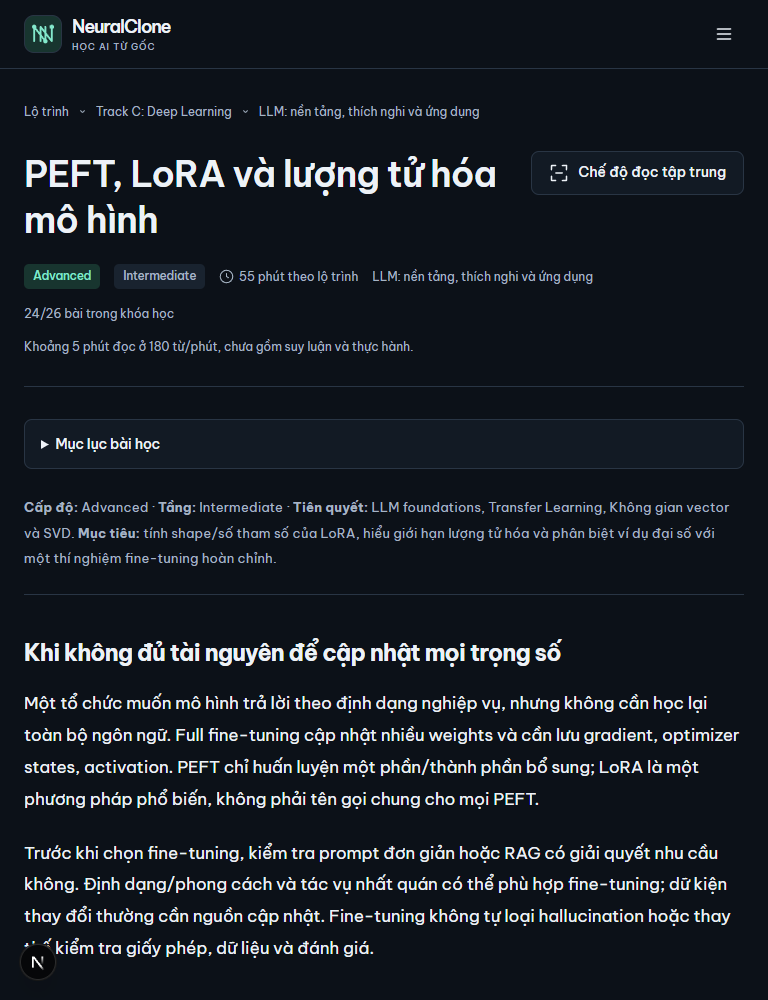 NeuralClone
HỌC AI TỪ GỐC
Lộ trình
Track C: Deep Learning
LLM: nền tảng, thích nghi và ứng dụng
PEFT, LoRA và lượng tử hóa
mô hình
Chế độ đọc tập trung
Advanced
Intermediate
55 phút theo lộ trình
LLM: nền tảng, thích nghi và ứng dụng
24/26 bài trong khóa học
Khoảng 5 phút đọc ở 180 từ/phút, chưa gồm suy luận và thực hành.
Mục lục bài học
Cấp độ: Advanced · Tầng: Intermediate · Tiên quyết: LLM foundations, Transfer Learning, Không gian vector
và SVD. Mục tiêu: tính shape/số tham số của LoRA, hiểu giới hạn lượng tử hóa và phân biệt ví dụ đại số với
một thí nghiệm fine-tuning hoàn chỉnh.
Khi không đủ tài nguyên để cập nhật mọi trọng số
Một tổ chức muốn mô hình trả lời theo định dạng nghiệp vụ, nhưng không cần học lại
toàn bộ ngôn ngữ. Full fine-tuning cập nhật nhiều weights và cần lưu gradient, optimizer
states, activation. PEFT chỉ huấn luyện một phần/thành phần bổ sung; LoRA là một
phương pháp phổ biến, không phải tên gọi chung cho mọi PEFT.
Trước khi chọn fine-tuning, kiểm tra prompt đơn giản hoặc RAG có giải quyết nhu cầu
không. Định dạng/phong cách và tác vụ nhất quán có thể phù hợp fine-tuning; dữ kiện
thay đổi thường cần nguồn cập nhật. Fine-tuning không tự loại hallucination hoặc thay
kiểm tra giấy phép, dữ liệu và đánh giá.